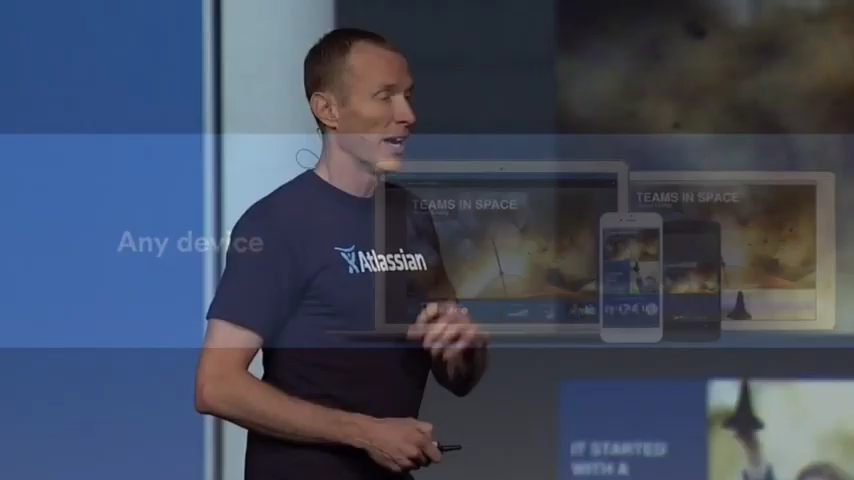 TEAMS IN SPACE
TEAMS IN SPACE
Any device
Atlassian
IT STARTED
WITH A